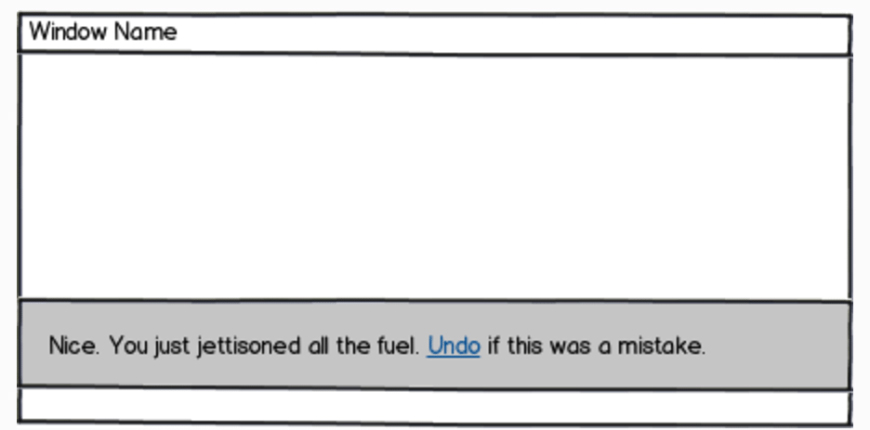 Window Name
Nice. You just jettisoned all the fuel. Undo if this was a mistake.